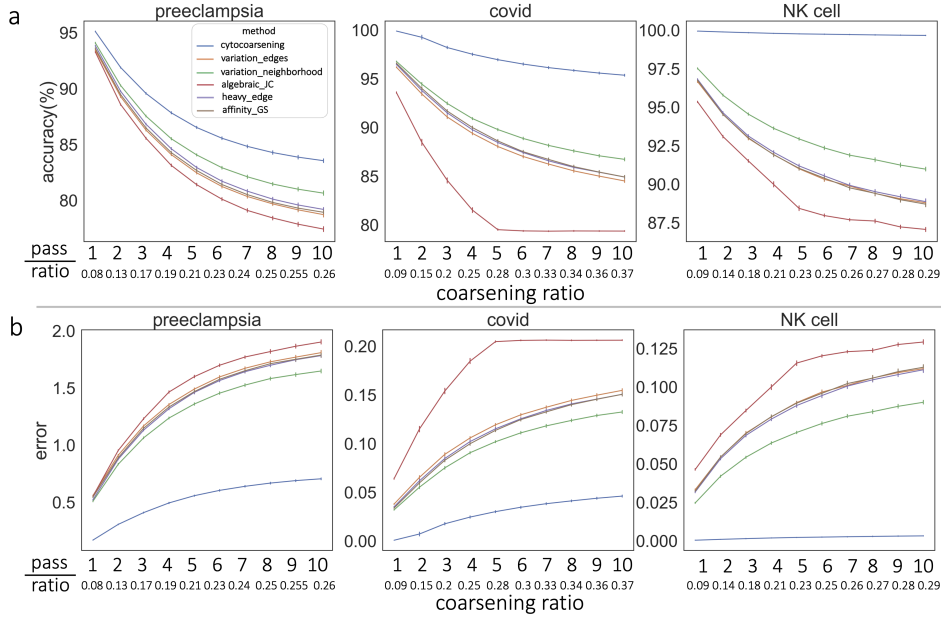 a
preeclampsia
covid
NK cell
accuracy(%)
95
90
85
80
method
cytocoarsening
variation_edges
variation_neighborhood
algebraic_JC
heavy_edge
affinity_GS
100
95
90
85
80
100.0
97.5
95.0
92.5
90.0
87.5
pass 1 2 3 4 5 6 7 8 9 10 1 2 3 4 5 6 7 8 9 10 1 2 3 4 5 6 7 8 9 10
ratio 0.08 0.13 0.17 0.19 0.21 0.23 0.24 0.25 0.255 0.26 0.09 0.15 0.2 0.25 0.28 0.3 0.33 0.34 0.36 0.37 0.09 0.14 0.18 0.21 0.23 0.25 0.26 0.27 0.28 0.29
coarsening ratio
b
preeclampsia
covid
NK cell
error
2.0
1.5
1.0
0.5
0.20
0.15
0.10
0.05
0.00
0.125
0.100
0.075
0.050
0.025
0.000
pass 1 2 3 4 5 6 7 8 9 10 1 2 3 4 5 6 7 8 9 10 1 2 3 4 5 6 7 8 9 10
ratio 0.08 0.13 0.17 0.19 0.21 0.23 0.24 0.25 0.255 0.26 0.09 0.15 0.2 0.25 0.28 0.3 0.33 0.34 0.36 0.37 0.09 0.14 0.18 0.21 0.23 0.25 0.26 0.27 0.28 0.29
coarsening ratio